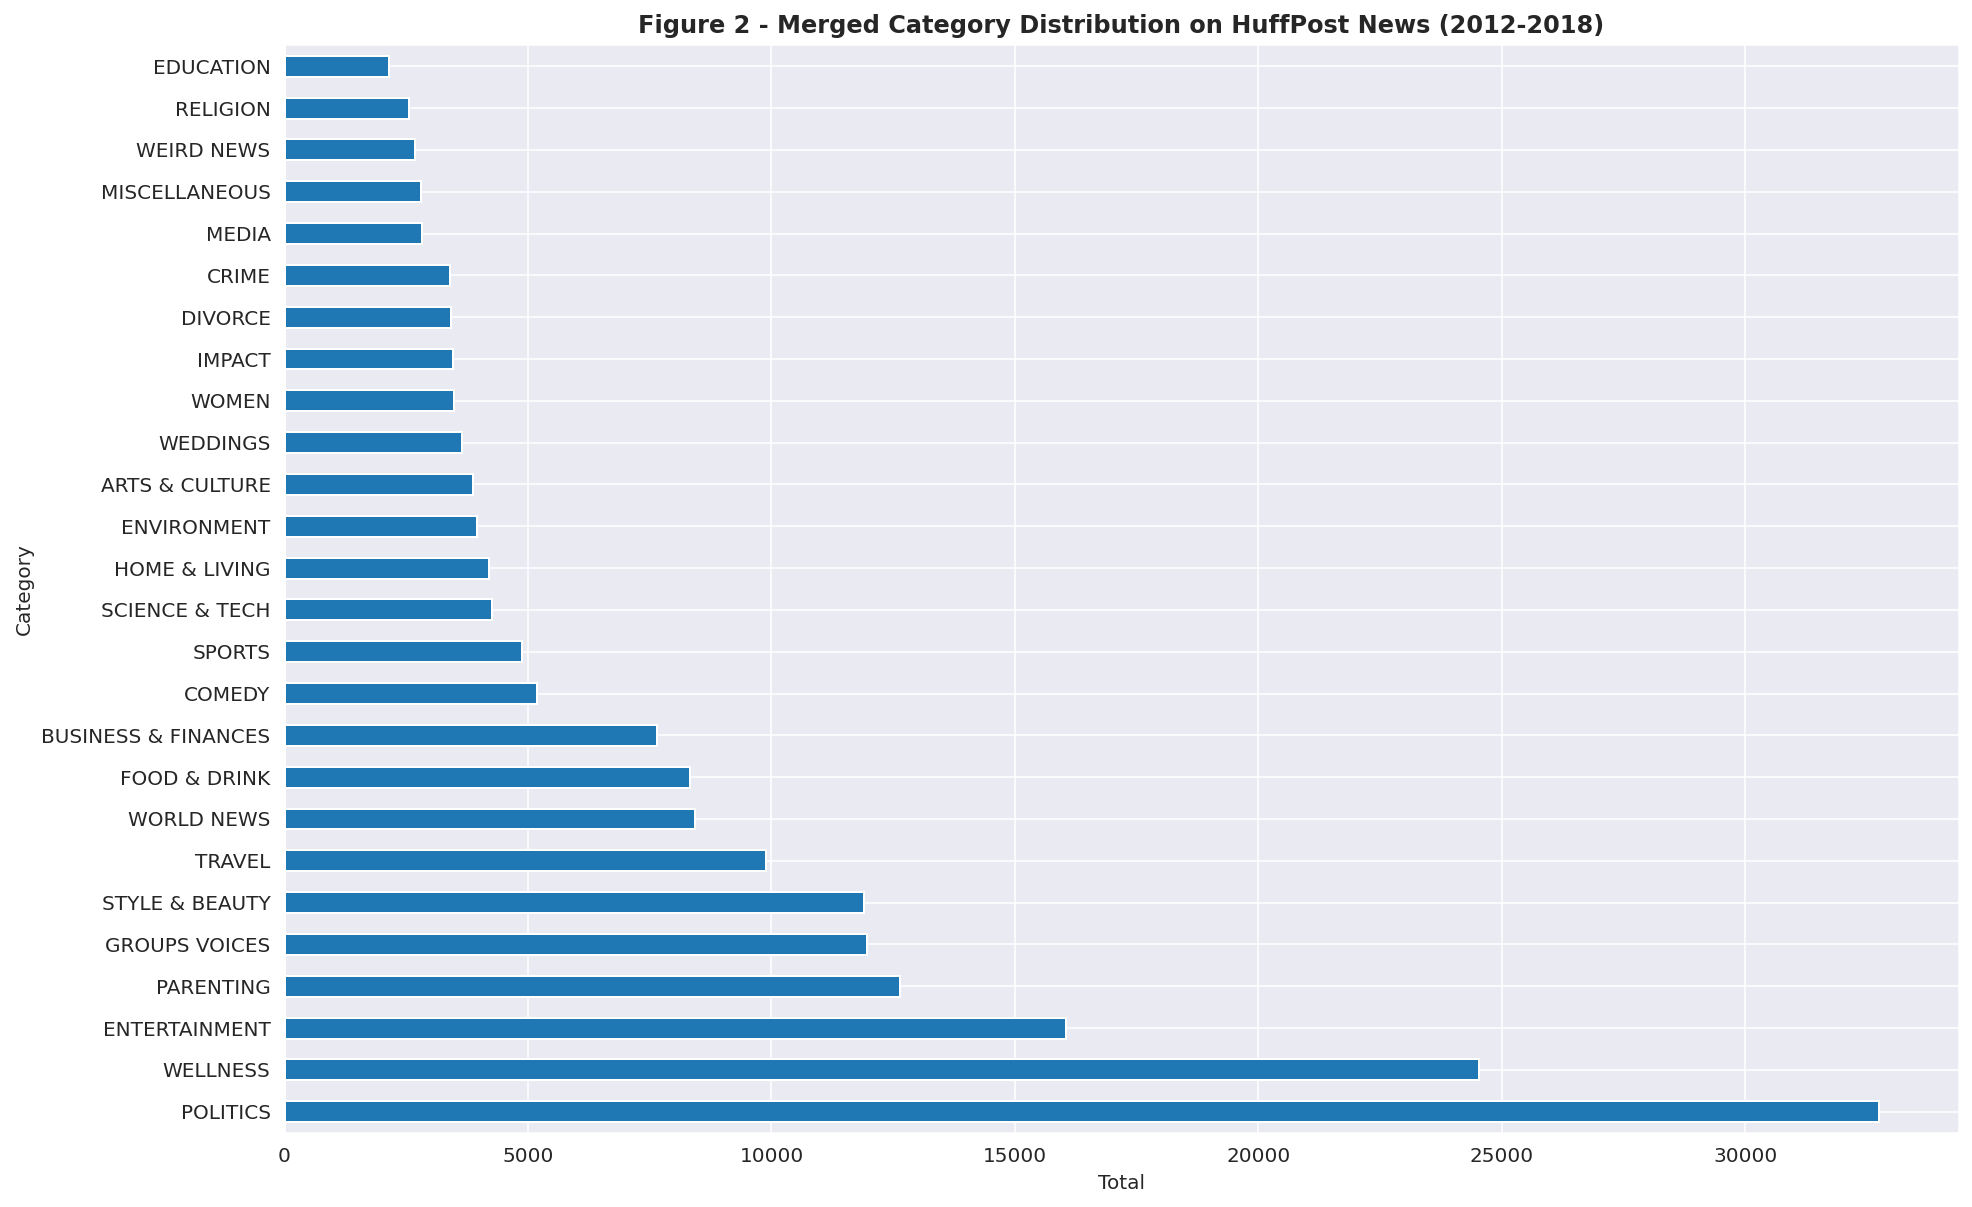 Figure 2 - Merged Category Distribution on HuffPost News (2012-2018)
EDUCATION
RELIGION
WEIRD NEWS
MISCELLANEOUS
MEDIA
CRIME
DIVORCE
IMPACT
WOMEN
WEDDINGS
ARTS & CULTURE
ENVIRONMENT
HOME & LIVING
SCIENCE & TECH
SPORTS
COMEDY
BUSINESS & FINANCES
FOOD & DRINK
WORLD NEWS
TRAVEL
STYLE & BEAUTY
GROUPS VOICES
PARENTING
ENTERTAINMENT
WELLNESS
POLITICS
Category
0 5000 10000 15000 20000 25000 30000
Total